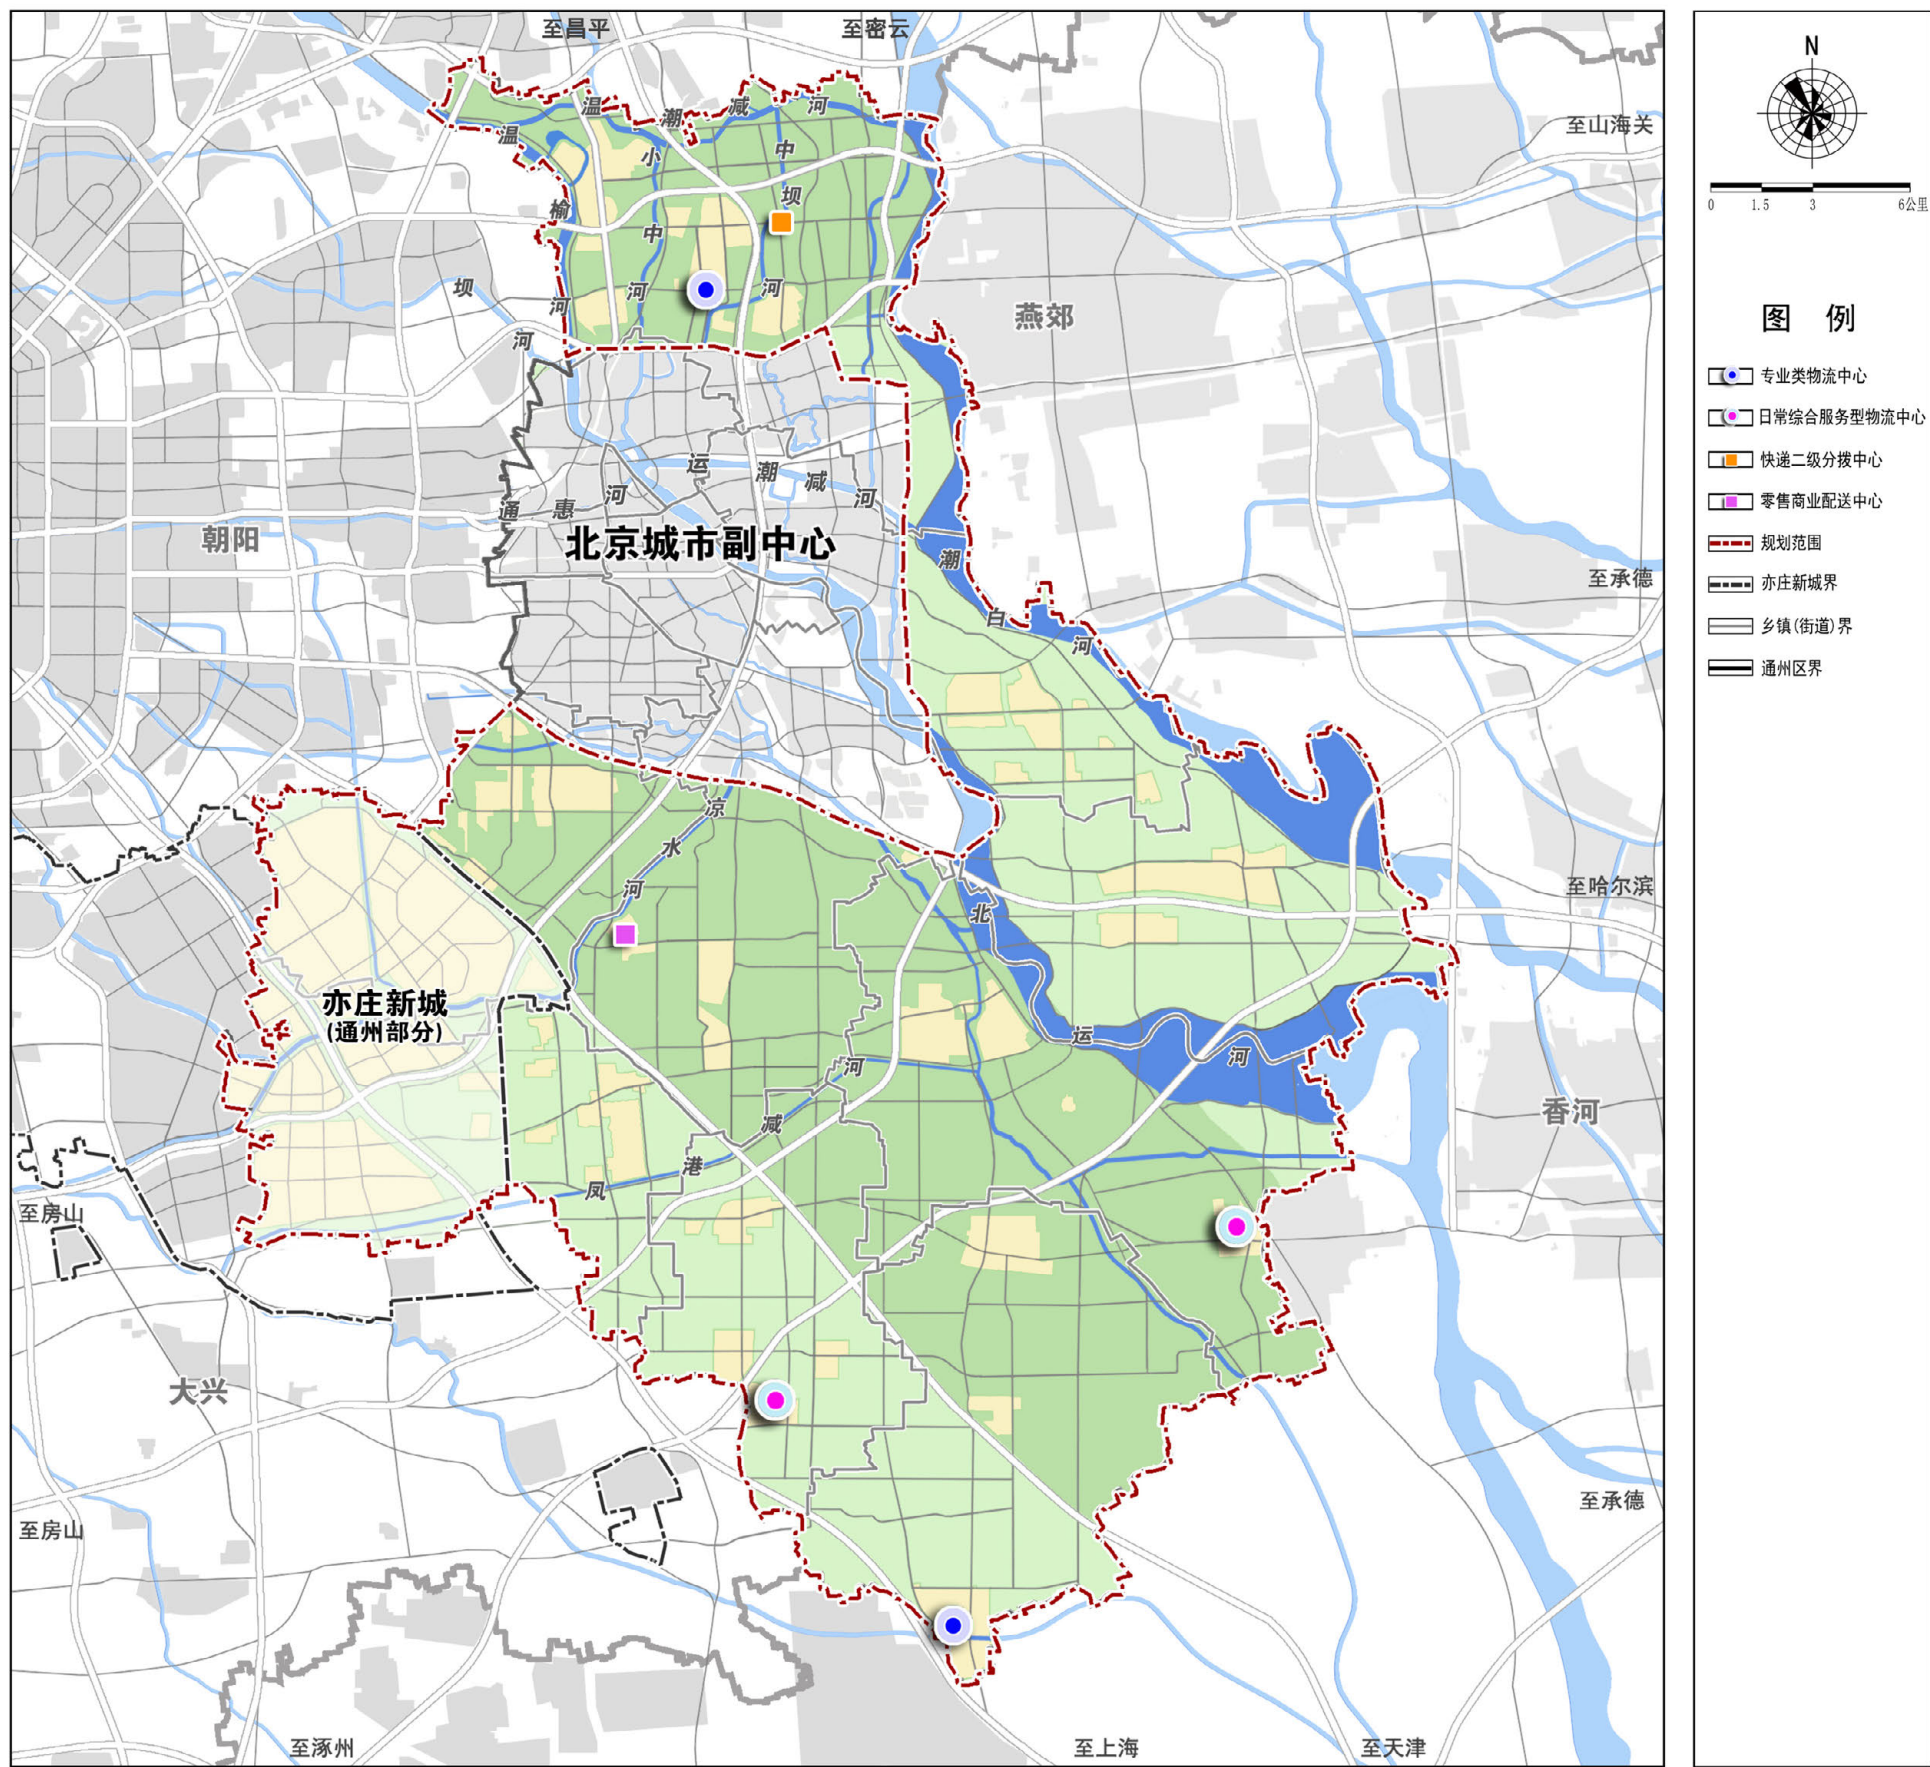 至昌平
至密云
至山海关
温
潮
减
河
温
小
中
坝
榆
中
河
河
河
坝
河
燕郊
运
潮
减
河
通
惠
河
朝阳
北京城市副中心
潮
白
河
至承德
凉
水
河
至哈尔滨
北
亦庄新城
(通州部分)
运
河
河
减
港
凤
香河
至房山
大兴
至承德
至房山
至涿州
至上海
至天津
N
0 1.5 3 6公里
图 例
专业类物流中心
日常综合服务型物流中心
快递二级分拨中心
零售商业配送中心
规划范围
亦庄新城界
乡镇(街道)界
通州区界